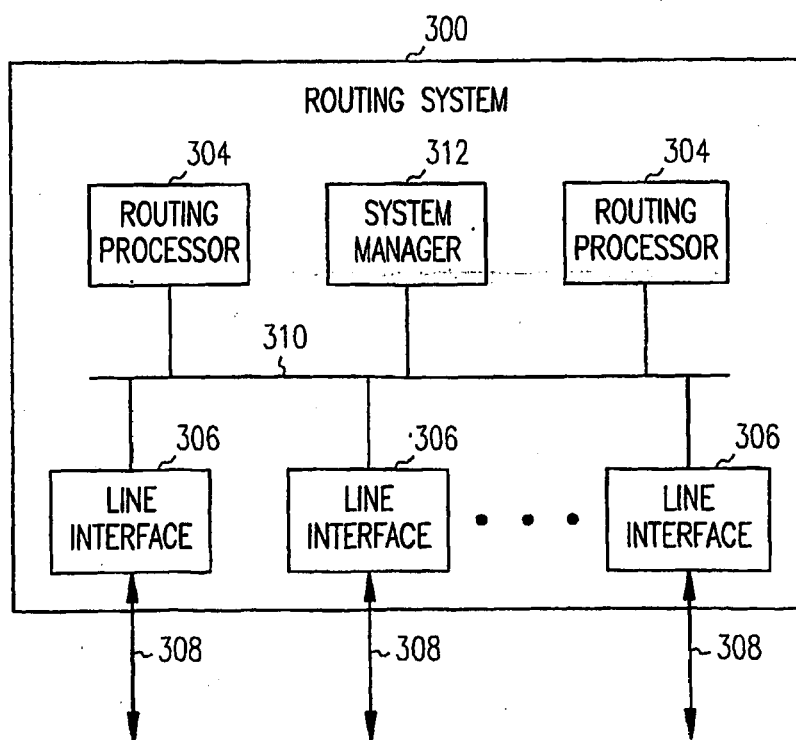 300
ROUTING SYSTEM
304
312
304
ROUTING
PROCESSOR
SYSTEM
MANAGER
ROUTING
PROCESSOR
310
306
306
306
LINE
INTERFACE
LINE
INTERFACE
LINE
INTERFACE
308
308
308